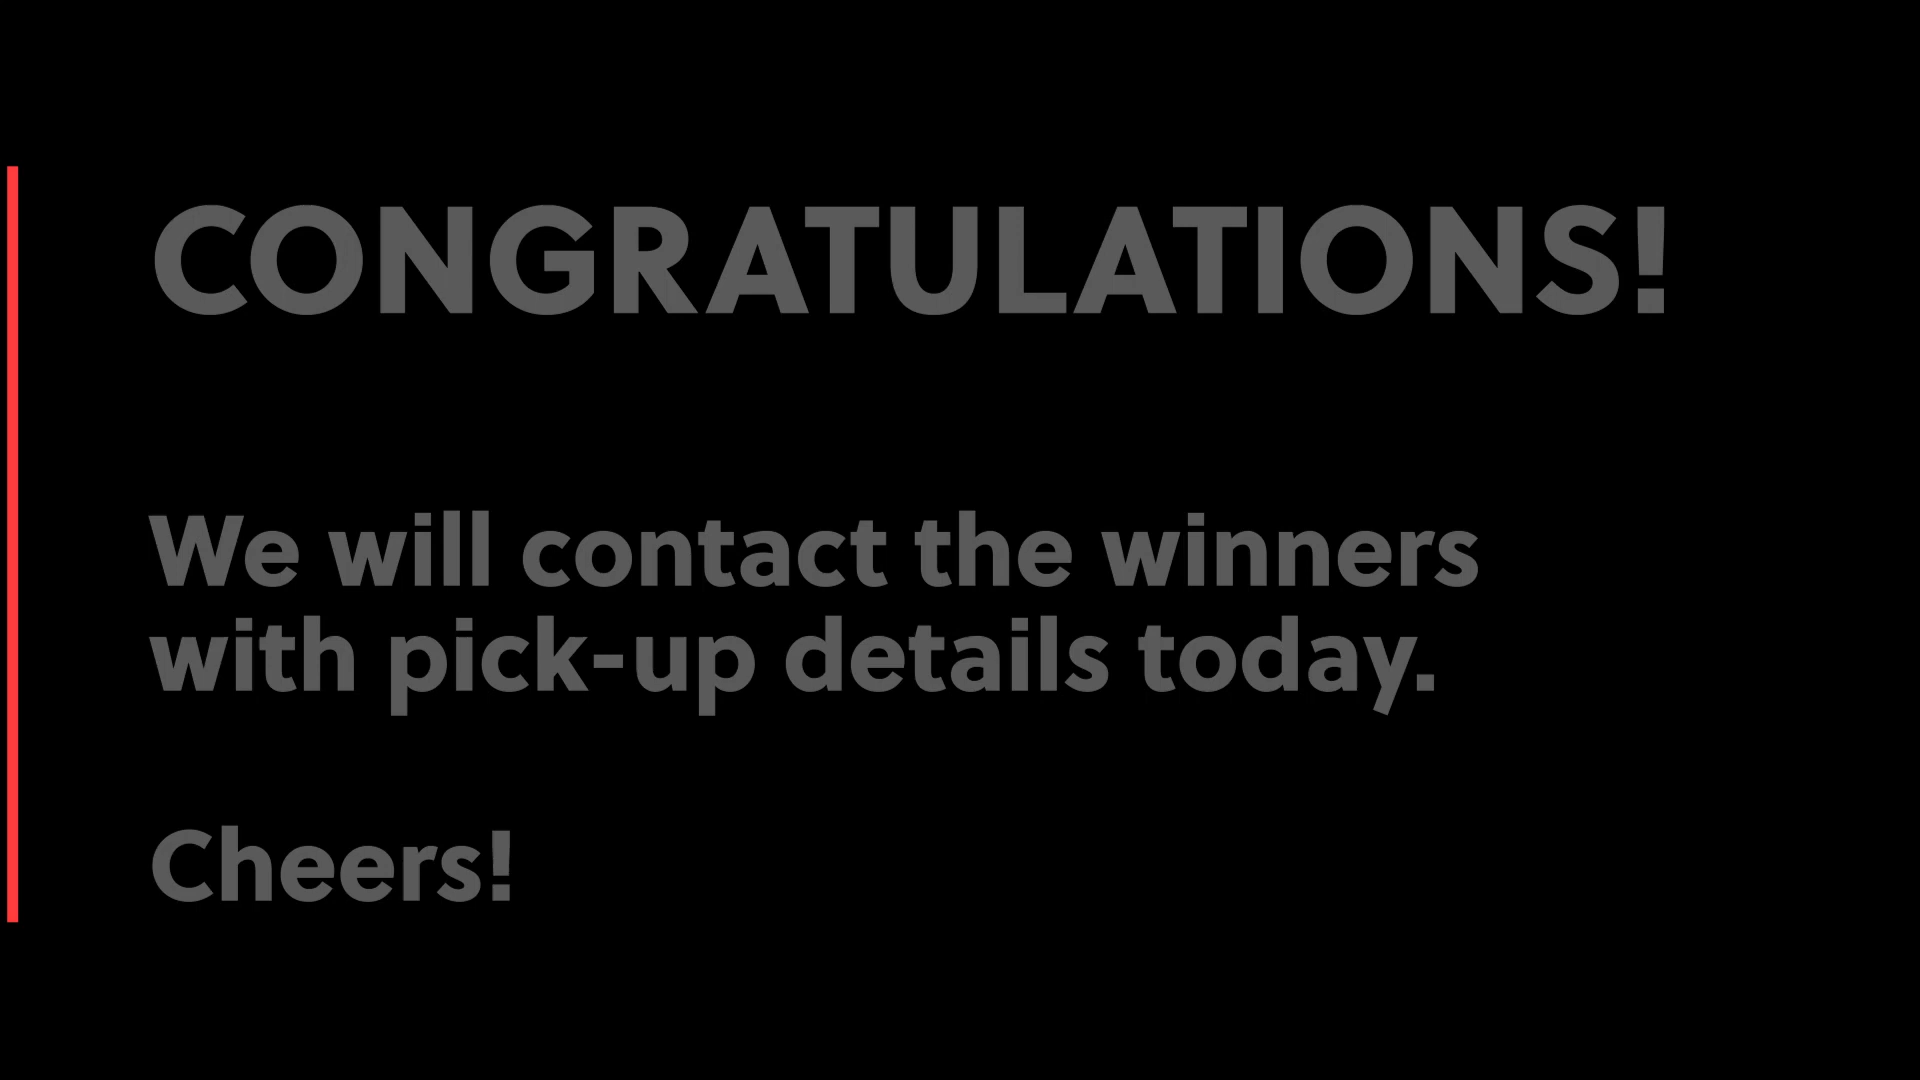 CONGRATULATIONS!
We will contact the winners
with pick-up details today.
Cheers!